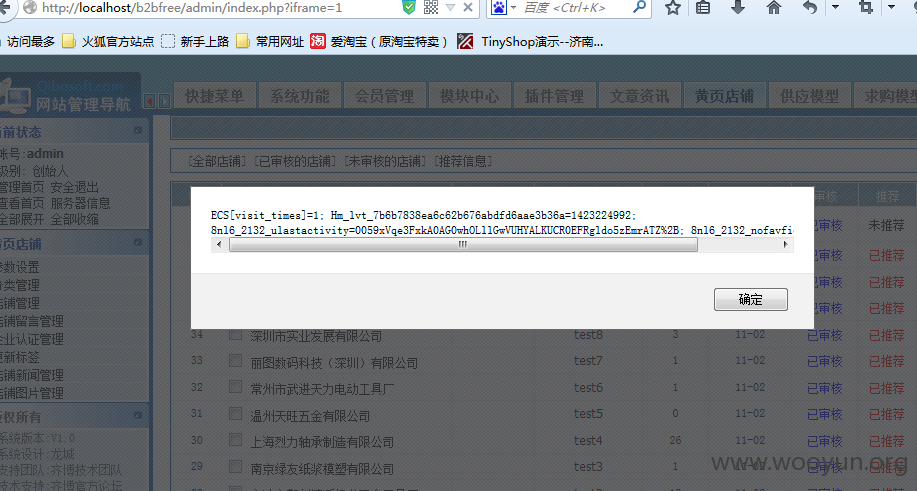 http://localhost/b2bfree/admin/index.php?iframe=1
百度 <Ctrl+K>
访问最多 火狐官方站点 新手上路 常用网址 爱淘宝（原淘宝特卖） TinyShop演示--济南...
Qibosoft.com
网站管理导航
快捷菜单 系统功能 会员管理 模块中心 插件管理 文章资讯 黄页店铺 供应模型 求购模型
当前状态
账号:admin
级别: 创始人
管理首页 安全退出
查看首页 服务器信息
全部展开 全部收缩
黄页店铺
参数设置
分类管理
店铺管理
店铺留言管理
企业认证管理
更新标签
店铺新闻管理
店铺图片管理
版权所有
系统版本:V1.0
系统设计:龙城
支持团队:齐博技术团队
技术支持:齐博官方论坛
[全部店铺] [已审核的店铺] [未审核的店铺] [推荐信息]
审核 推荐
已审核 未推荐
已审核 已推荐
已审核 已推荐
已审核 已推荐
ECS[visit_times]=1; Hm_lvt_7b6b7838ea6c62b676abdfd6aae3b36a=1423224992;
8nl6_2132_ulastactivity=0059xVqe3FxkAOAGOwhOLllGwVUHYALKUCROEFRgldo5zEmrATZ%2B; 8nl6_2132_nofavfi
确定
34 深圳市实业发展有限公司 test8 3 11-02 已审核 已推荐
33 丽图数码科技（深圳）有限公司 test7 1 11-02 已审核 已推荐
32 常州市武进天力电动工具厂 test6 1 11-02 已审核 已推荐
31 温州天旺五金有限公司 test5 0 11-02 已审核 已推荐
30 上海烈力轴承制造有限公司 test4 26 11-02 已审核 已推荐
29 南京绿友纸浆模塑有限公司 test3 1 11-02 已审核 已推荐
www.wooyun.org